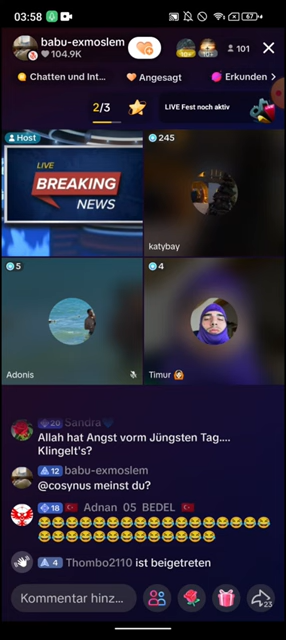 03:58
67
babu-exmoslem
104.9K
101
Chatten und Int...
Angesagt
Erkunden
2/3
LIVE Fest noch aktiv
Host
245
LIVE
BREAKING
NEWS
katybay
5
4
Adonis
Timur
20 Sandra
Allah hat Angst vorm Jüngsten Tag....
Klingelt's?
12 babu-exmoslem
@cosynus meinst du?
18 🇹🇷 Adnan 05 BEDEL 🇹🇷
😂😂😂😂😂😂😂😂😂😂😂😂😂😂😂😂😂
😂😂😂😂😂😂😂😂😂😂😂😂😂
4 Thombo2110 ist beigetreten
Kommentar hinz...
23